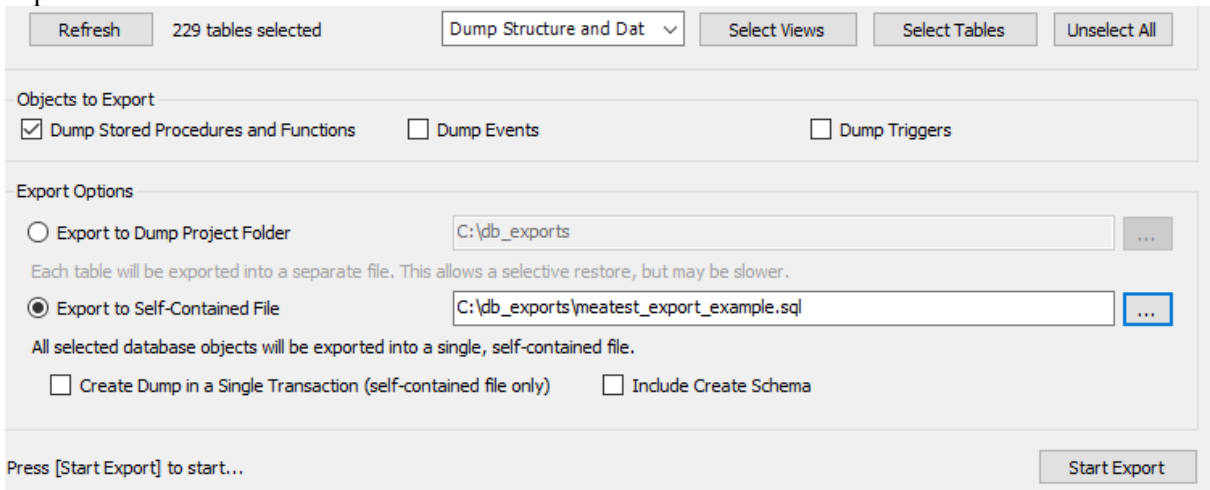 Refresh 229 tables selected Dump Structure and Dat Select Views Select Tables Unselect All
Objects to Export
Dump Stored Procedures and Functions Dump Events Dump Triggers
Export Options
Export to Dump Project Folder C:\db_exports ...
Each table will be exported into a separate file. This allows a selective restore, but may be slower.
Export to Self-Contained File C:\db_exports\meatest_export_example.sql ...
All selected database objects will be exported into a single, self-contained file.
Create Dump in a Single Transaction (self-contained file only) Include Create Schema
Press [Start Export] to start... Start Export